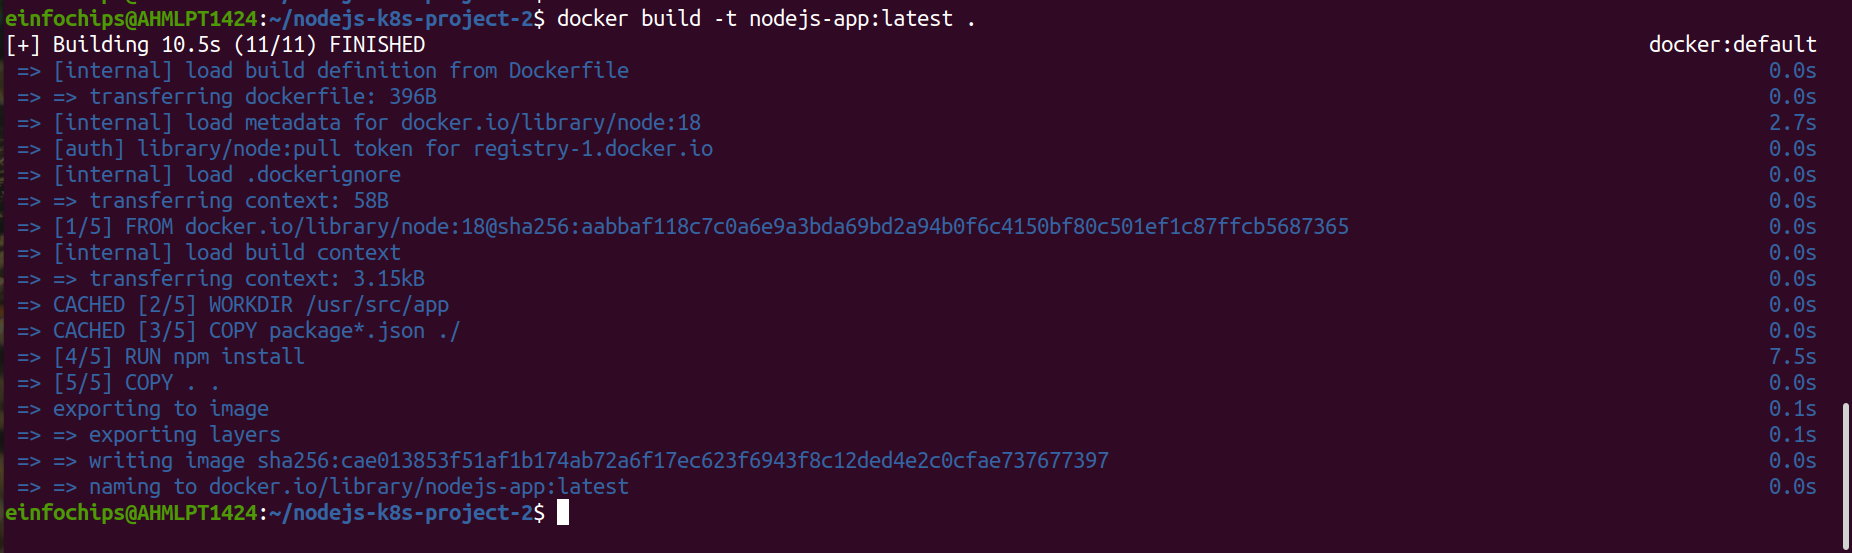 einfochips@AHMLPT1424:~/nodejs-k8s-project-2$ docker build -t nodejs-app:latest .
[+] Building 10.5s (11/11) FINISHED docker:default
=> [internal] load build definition from Dockerfile 0.0s
=> => transferring dockerfile: 396B 0.0s
=> [internal] load metadata for docker.io/library/node:18 2.7s
=> [auth] library/node:pull token for registry-1.docker.io 0.0s
=> [internal] load .dockerignore 0.0s
=> => transferring context: 58B 0.0s
=> [1/5] FROM docker.io/library/node:18@sha256:aabbaf118c7c0a6e9a3bda69bd2a94b0f6c4150bf80c501ef1c87ffcb5687365 0.0s
=> [internal] load build context 0.0s
=> => transferring context: 3.15kB 0.0s
=> CACHED [2/5] WORKDIR /usr/src/app 0.0s
=> CACHED [3/5] COPY package*.json ./ 0.0s
=> [4/5] RUN npm install 7.5s
=> [5/5] COPY . . 0.0s
=> exporting to image 0.1s
=> => exporting layers 0.1s
=> => writing image sha256:cae013853f51af1b174ab72a6f17ec623f6943f8c12ded4e2c0cfae737677397 0.0s
=> => naming to docker.io/library/nodejs-app:latest 0.0s
einfochips@AHMLPT1424:~/nodejs-k8s-project-2$